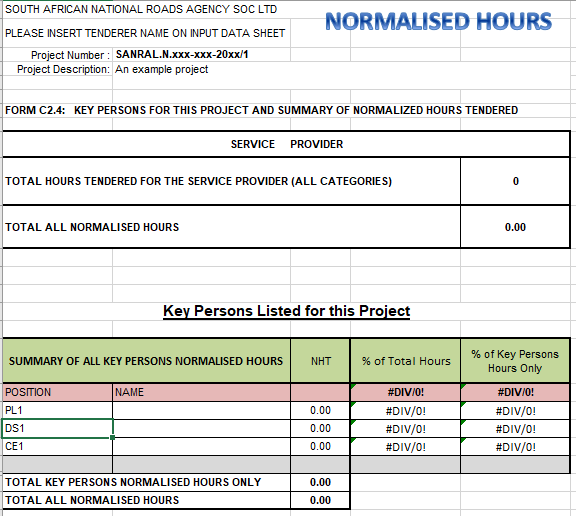 SOUTH AFRICAN NATIONAL ROADS AGENCY SOC LTD
NORMALISED HOURS
PLEASE INSERT TENDERER NAME ON INPUT DATA SHEET
Project Number : SANRAL.N.xxx-xxx-20xx/1
Project Description: An example project
FORM C2.4: KEY PERSONS FOR THIS PROJECT AND SUMMARY OF NORMALIZED HOURS TENDERED
SERVICE PROVIDER
TOTAL HOURS TENDERED FOR THE SERVICE PROVIDER (ALL CATEGORIES) 0
TOTAL ALL NORMALISED HOURS 0.00
Key Persons Listed for this Project
SUMMARY OF ALL KEY PERSONS NORMALISED HOURS NHT % of Total Hours % of Key Persons
Hours Only
POSITION NAME #DIV/0! #DIV/0!
PL1 0.00 #DIV/0! #DIV/0!
DS1 0.00 #DIV/0! #DIV/0!
CE1 0.00 #DIV/0! #DIV/0!
TOTAL KEY PERSONS NORMALISED HOURS ONLY 0.00
TOTAL ALL NORMALISED HOURS 0.00